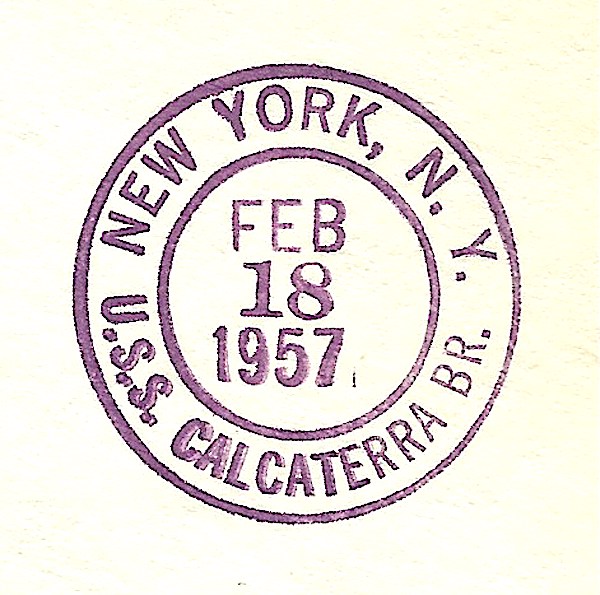 NEW YORK, N. Y.
FEB
18
1957
U.S.S. CALCATERRA BR.